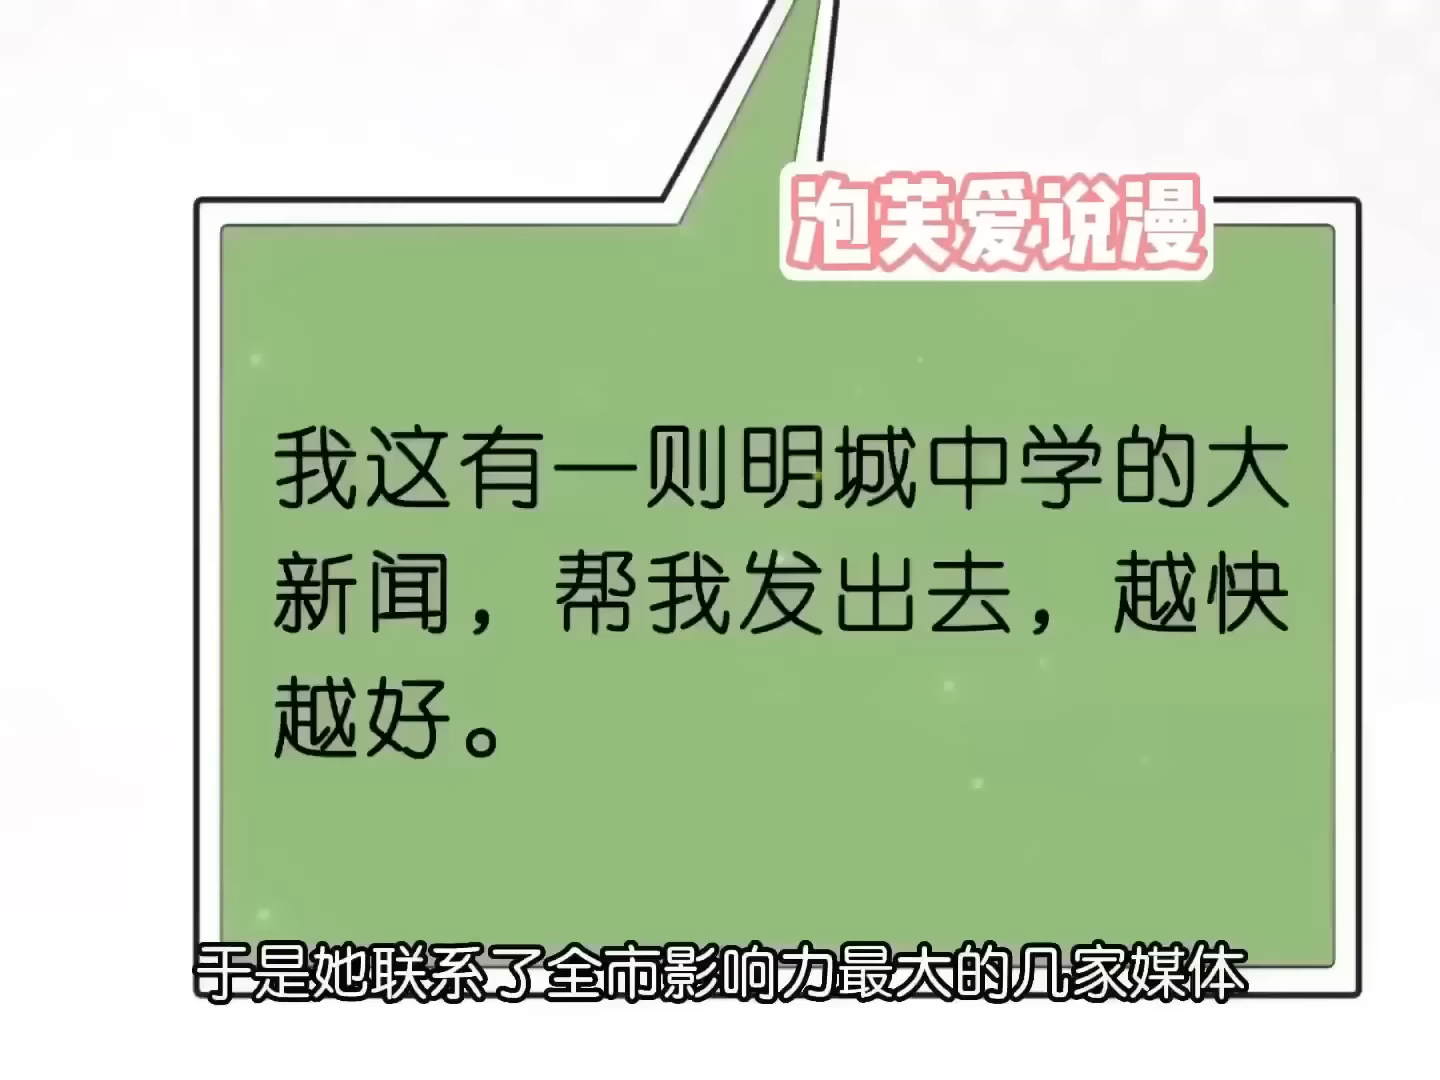 泡芙爱说漫
我这有一则明城中学的大
新闻，帮我发出去，越快
越好。
于是她联系了全市影响力最大的几家媒体